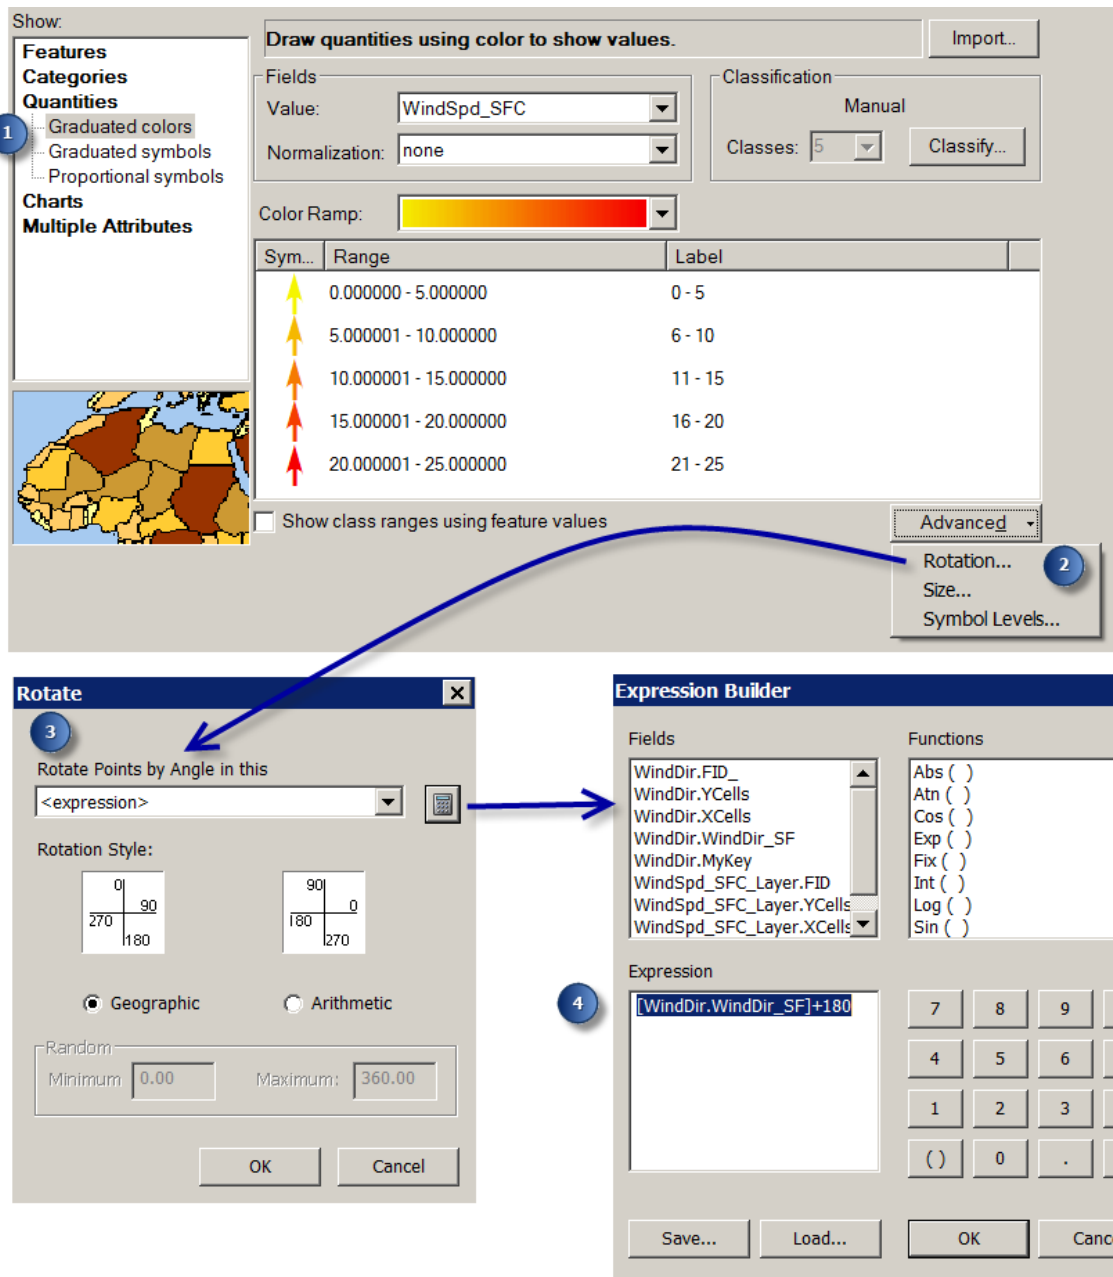 Show:
Features
Categories
Quantities
Graduated colors
Graduated symbols
Proportional symbols
Charts
Multiple Attributes
1
Draw quantities using color to show values.
Import...
Fields
Value:
WindSpd_SFC
Normalization:
none
Classification
Manual
Classes:
5
Classify...
Color Ramp:
Sym... Range Label
0.000000 - 5.000000 0 - 5
5.000001 - 10.000000 6 - 10
10.000001 - 15.000000 11 - 15
15.000001 - 20.000000 16 - 20
20.000001 - 25.000000 21 - 25
Show class ranges using feature values
Advanced
Rotation...
2
Size...
Symbol Levels...
Rotate
3
Rotate Points by Angle in this
<expression>
Rotation Style:
0
90
270
180
90
0
180
270
Geographic
Arithmetic
Random
Minimum 0.00
Maximum: 360.00
OK
Cancel
Expression Builder
Fields
WindDir.FID_
WindDir.YCells
WindDir.XCells
WindDir.WindDir_SF
WindDir.MyKey
WindSpd_SFC_Layer.FID
WindSpd_SFC_Layer.YCells
WindSpd_SFC_Layer.XCells
Functions
Abs ( )
Atn ( )
Cos ( )
Exp ( )
Fix ( )
Int ( )
Log ( )
Sin ( )
Expression
4
[WindDir.WindDir_SF]+180
7 8 9
4 5 6
1 2 3
( ) 0 .
Save...
Load...
OK